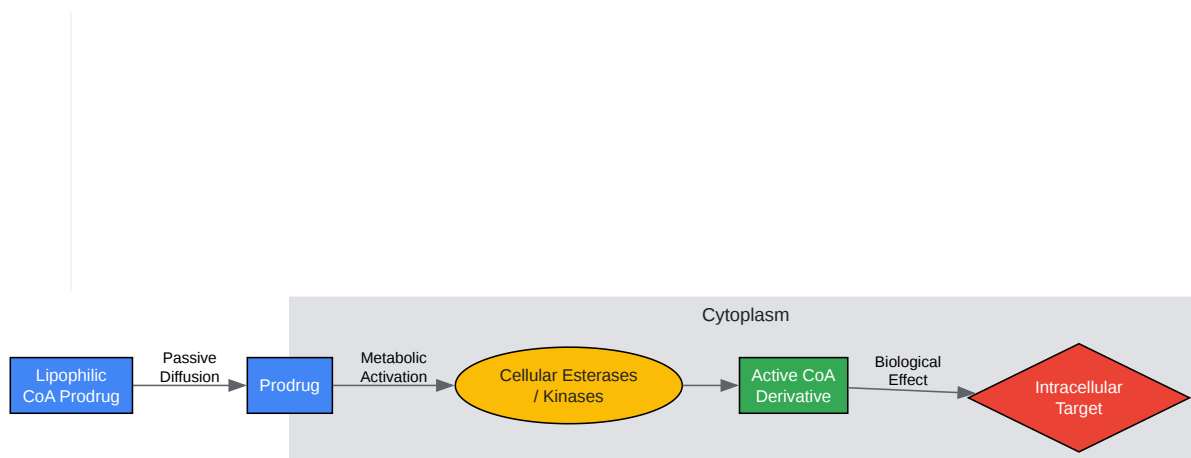 Cytoplasm
Lipophilic
CoA Prodrug
Passive
Diffusion
Prodrug
Metabolic
Activation
Cellular Esterases
/ Kinases
Active CoA
Derivative
Biological
Effect
Intracellular
Target